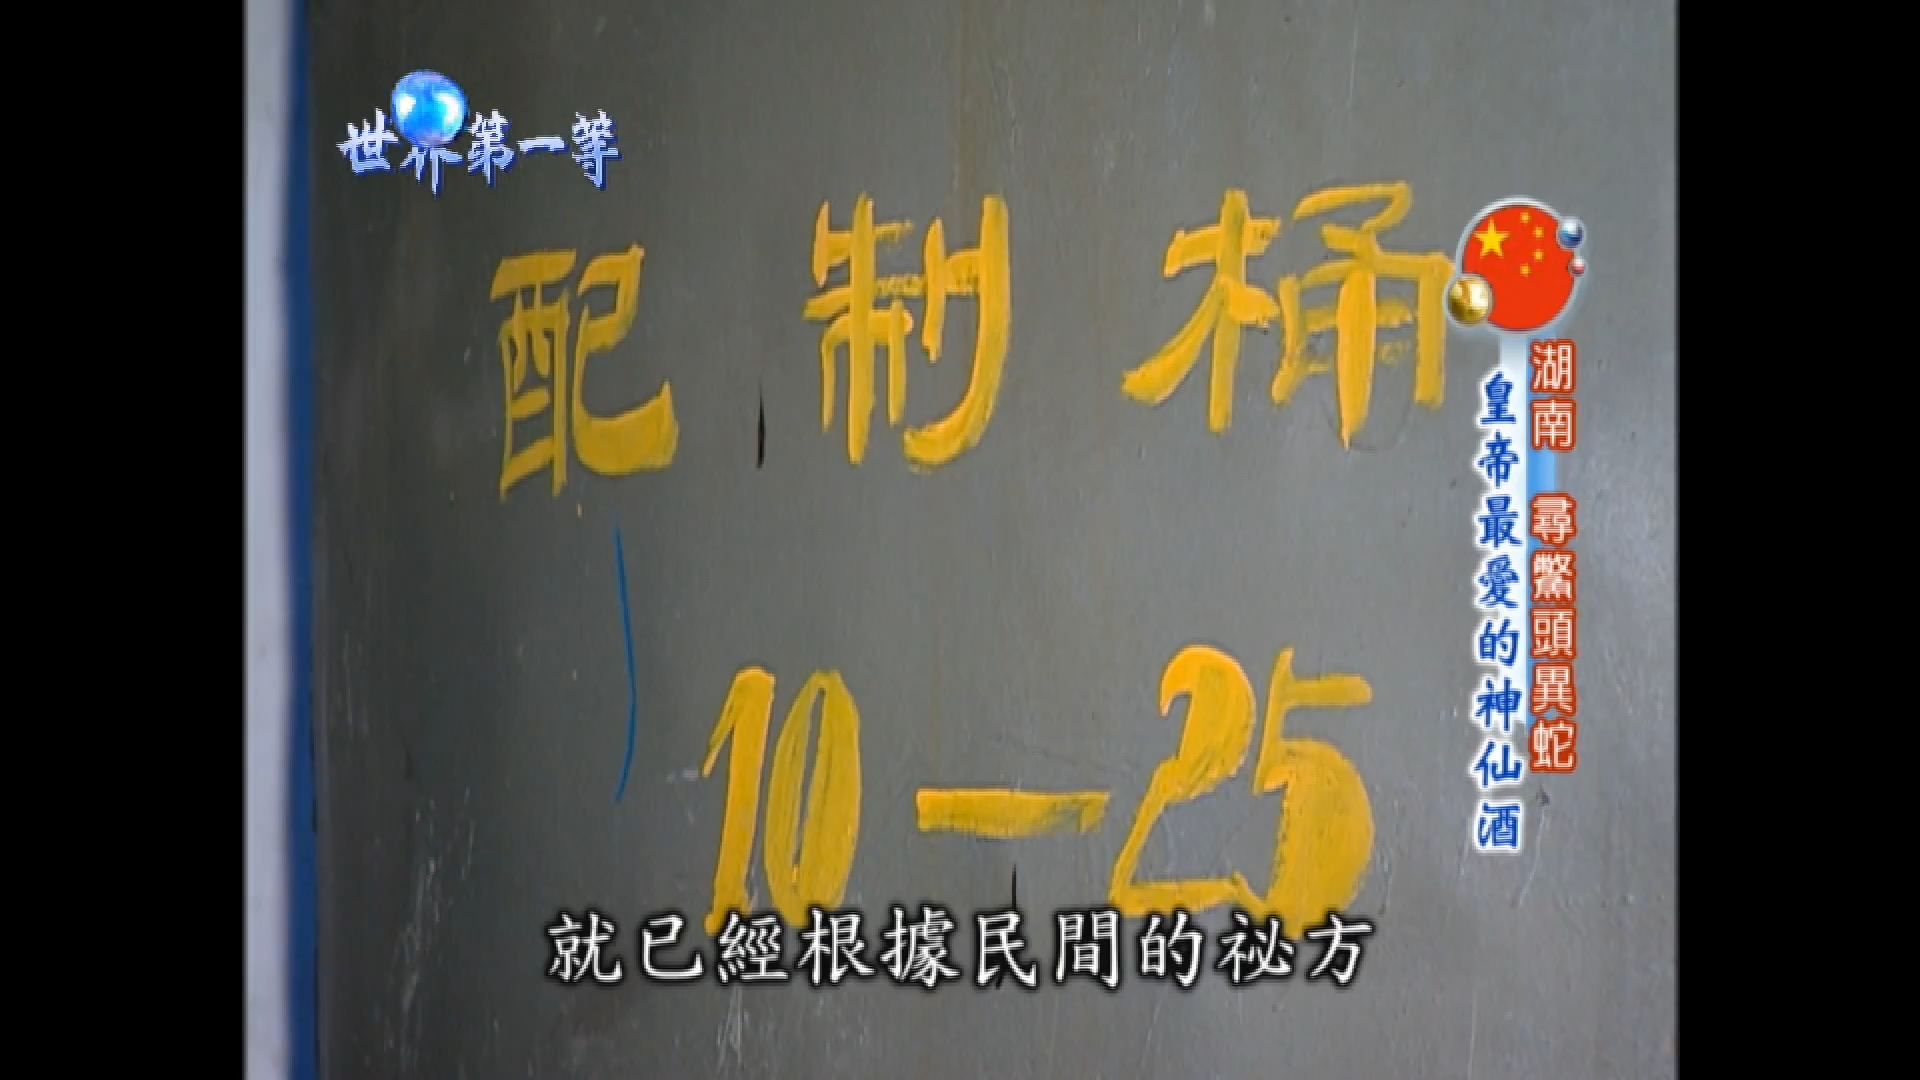 世界第一等
配制桶
10-25
湖南 尋鱉頭異蛇
皇帝最愛的神仙酒
就已經根據民間的祕方